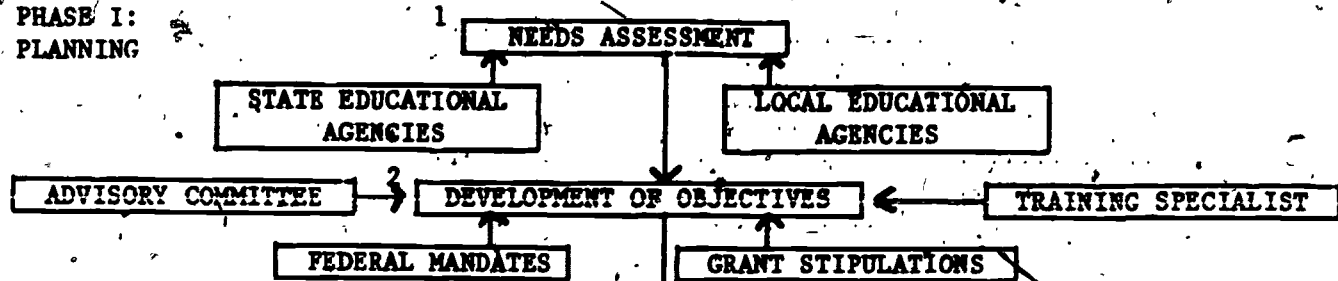 PHASE I:
PLANNING
1
NEEDS ASSESSMENT
STATE EDUCATIONAL
AGENCIES
LOCAL EDUCATIONAL
AGENCIES
ADVISORY COMMITTEE
2
DEVELOPMENT OF OBJECTIVES
TRAINING SPECIALIST
FEDERAL MANDATES
GRANT STIPULATIONS